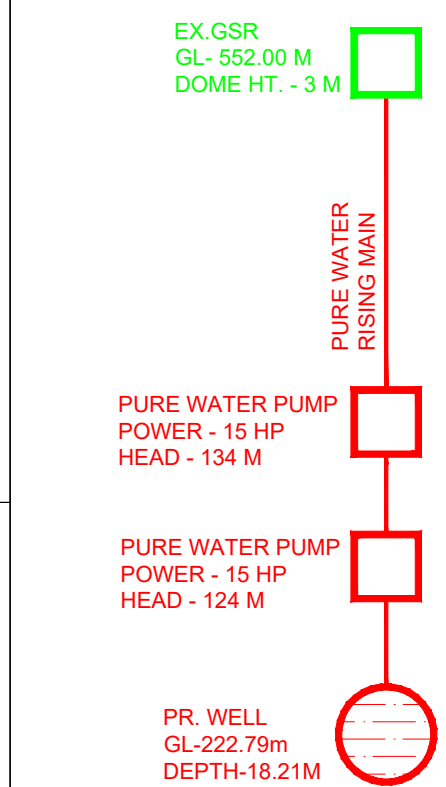 EX.GSR
GL- 552.00 M
DOME HT. - 3 M
PURE WATER
RISING MAIN
PURE WATER PUMP
POWER - 15 HP
HEAD - 134 M
PURE WATER PUMP
POWER - 15 HP
HEAD - 124 M
PR. WELL
GL-222.79m
DEPTH-18.21M